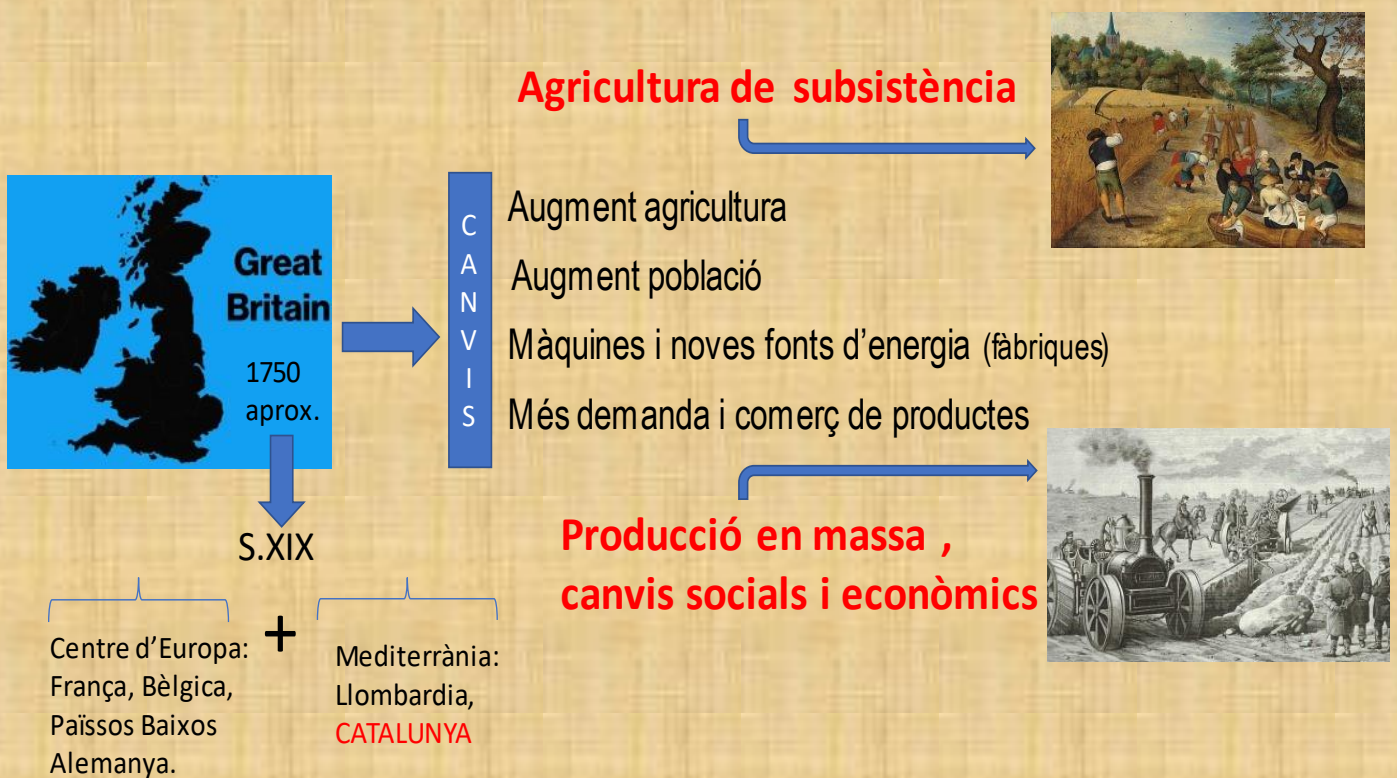 Agricultura de subsistència
Great
Britain
1750
aprox.
C
A
N
V
I
S
Augment agricultura
Augment població
Màquines i noves fonts d'energia (fàbriques)
Més demanda i comerç de productes
S.XIX
Producció en massa ,
canvis socials i econòmics
Centre d'Europa:
França, Bèlgica,
Païssos Baixos
Alemanya.
+
Mediterrània:
Llombardia,
CATALUNYA